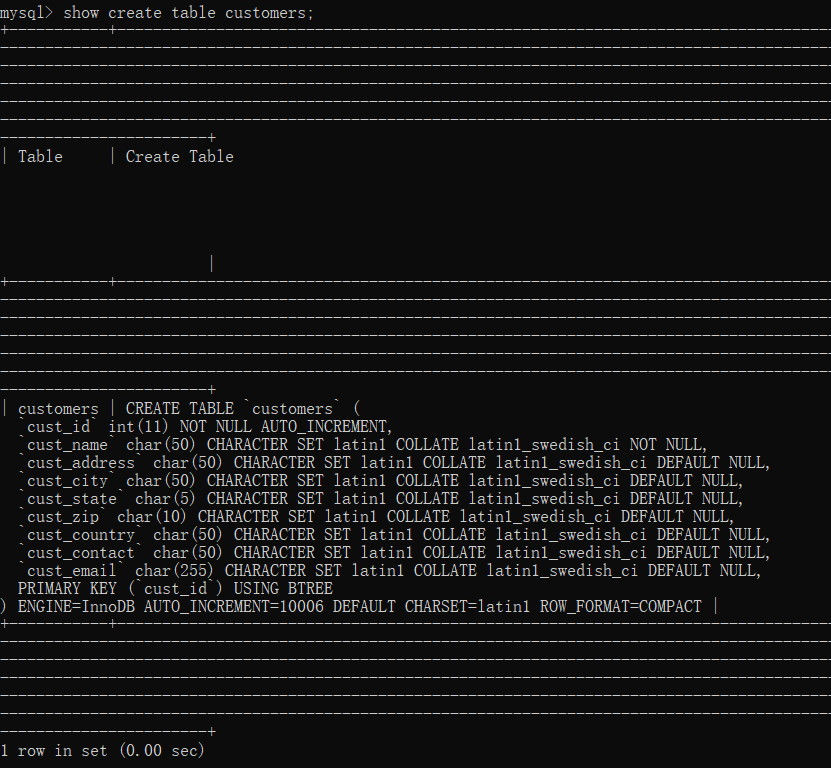 mysql> show create table customers;
| Table | Create Table
|
| customers | CREATE TABLE `customers` (
`cust_id` int(11) NOT NULL AUTO_INCREMENT,
`cust_name` char(50) CHARACTER SET latin1 COLLATE latin1_swedish_ci NOT NULL,
`cust_address` char(50) CHARACTER SET latin1 COLLATE latin1_swedish_ci DEFAULT NULL,
`cust_city` char(50) CHARACTER SET latin1 COLLATE latin1_swedish_ci DEFAULT NULL,
`cust_state` char(5) CHARACTER SET latin1 COLLATE latin1_swedish_ci DEFAULT NULL,
`cust_zip` char(10) CHARACTER SET latin1 COLLATE latin1_swedish_ci DEFAULT NULL,
`cust_country` char(50) CHARACTER SET latin1 COLLATE latin1_swedish_ci DEFAULT NULL,
`cust_contact` char(50) CHARACTER SET latin1 COLLATE latin1_swedish_ci DEFAULT NULL,
`cust_email` char(255) CHARACTER SET latin1 COLLATE latin1_swedish_ci DEFAULT NULL,
PRIMARY KEY (`cust_id`) USING BTREE
) ENGINE=InnoDB AUTO_INCREMENT=10006 DEFAULT CHARSET=latin1 ROW_FORMAT=COMPACT |
1 row in set (0.00 sec)